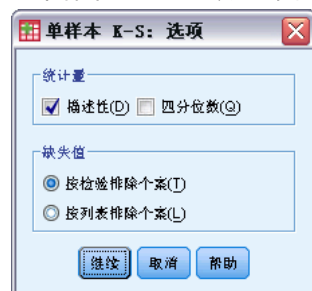 单样本 K-S: 选项
统计量
描述性(D) 四分位数(Q)
缺失值
按检验排除个案(T)
按列表排除个案(L)
继续 取消 帮助